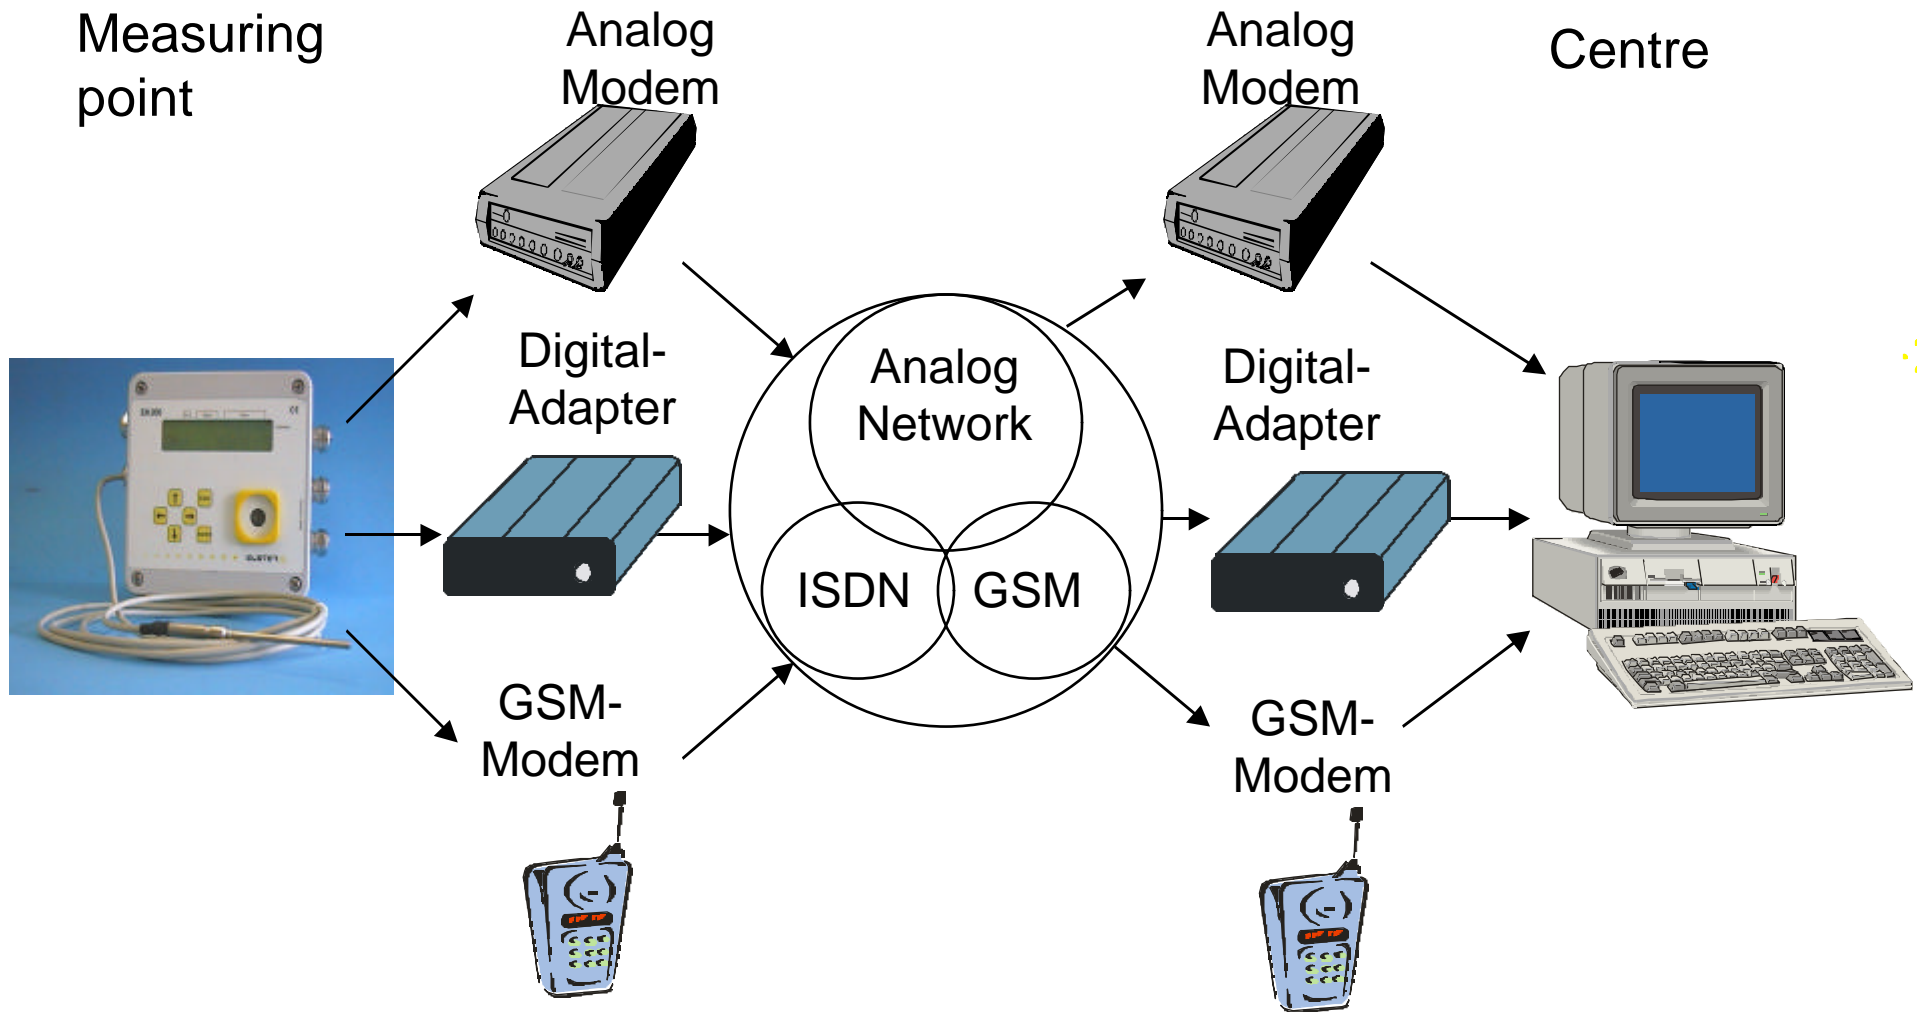 Measuring
point
Analog
Modem
Analog
Modem
Centre
Digital-
Adapter
Analog
Network
Digital-
Adapter
ISDN
GSM
GSM-
Modem
GSM-
Modem